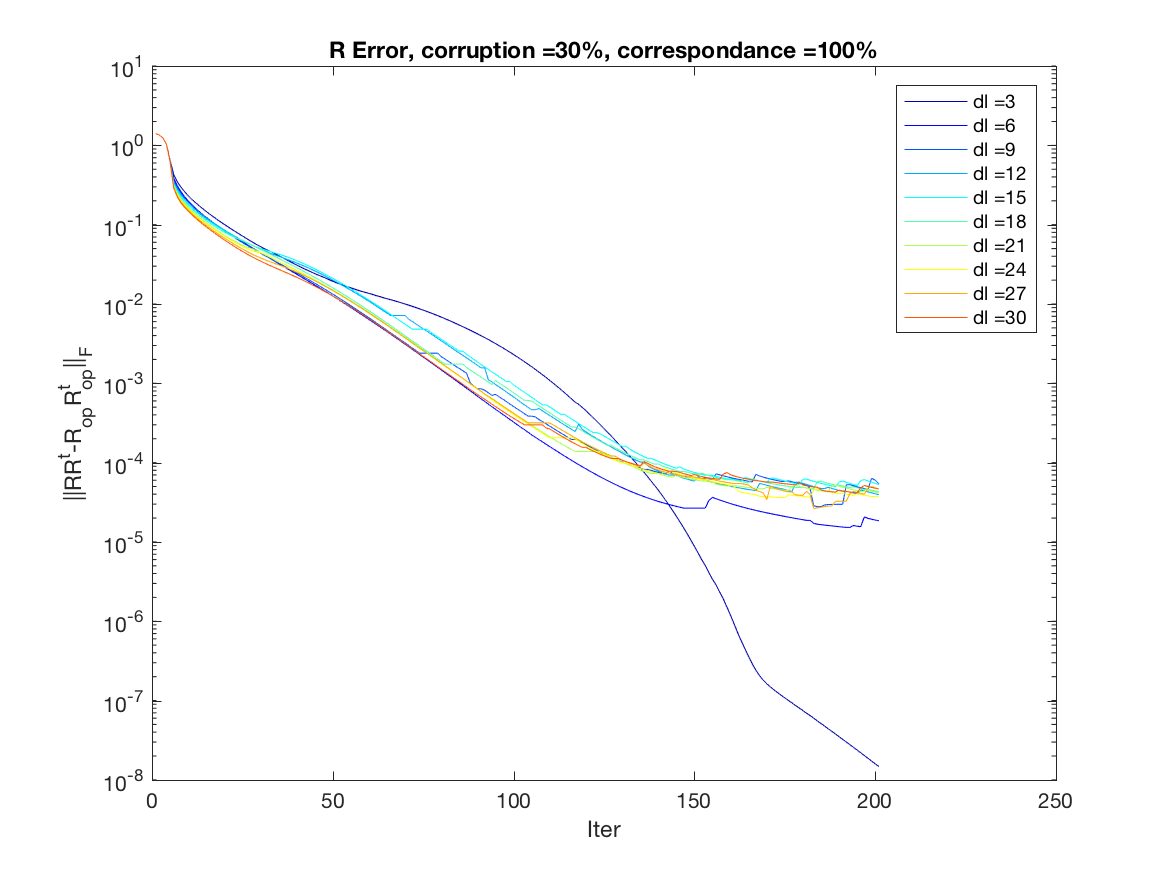 R Error, corruption =30%, correspondance =100%
10^1
10^0
10^-1
10^-2
10^-3
10^-4
10^-5
10^-6
10^-7
10^-8
||RR^t-R_op R^t_op||_F
dl =3
dl =6
dl =9
dl =12
dl =15
dl =18
dl =21
dl =24
dl =27
dl =30
0 50 100 150 200 250
Iter